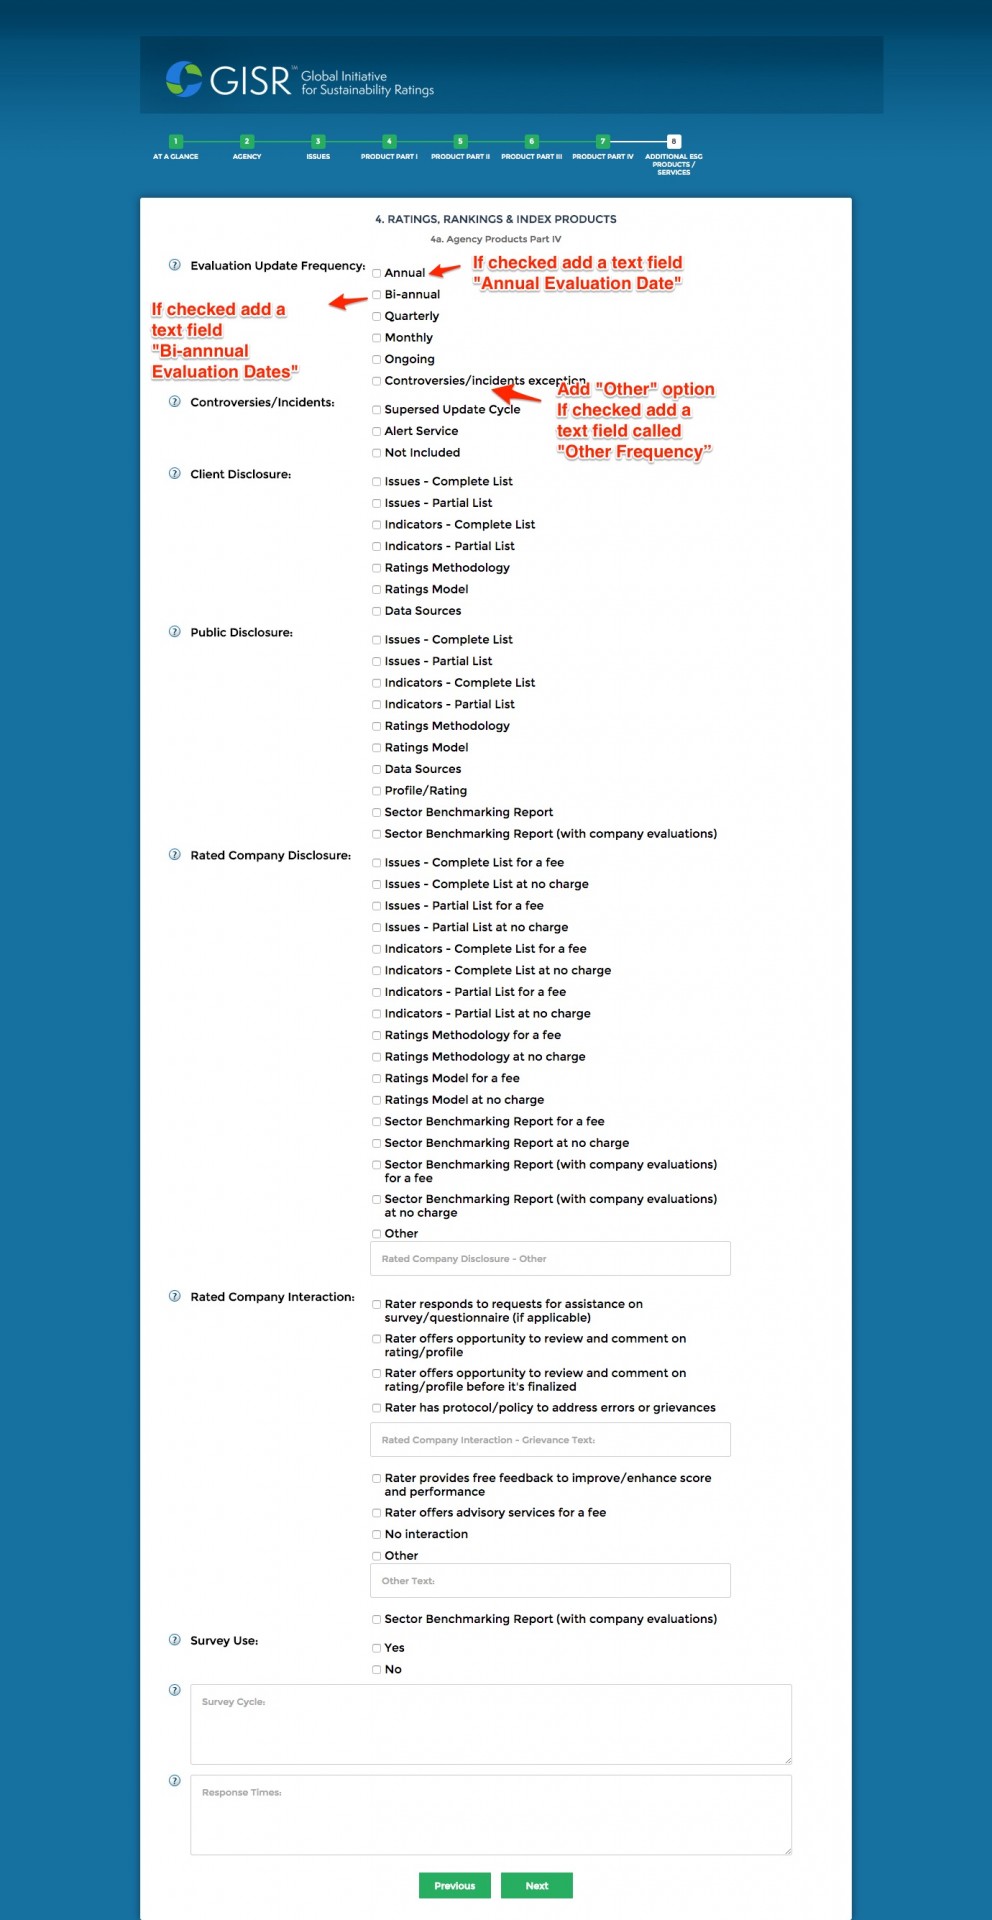 GISR™ Global Initiative
for Sustainability Ratings
1 2 3 4 5 6 7 8
AT A GLANCE AGENCY ISSUES PRODUCT PART I PRODUCT PART II PRODUCT PART III PRODUCT PART IV ADDITIONAL ESG
PRODUCTS /
SERVICES
4. RATINGS, RANKINGS & INDEX PRODUCTS
4a. Agency Products Part IV
? Evaluation Update Frequency:
Annual
If checked add a text field
"Annual Evaluation Date"
Bi-annual
If checked add a
text field
"Bi-annnual
Evaluation Dates"
Quarterly
Monthly
Ongoing
Controversies/incidents exception
Add "Other" option
If checked add a
text field called
"Other Frequency”
? Controversies/Incidents:
Supersed Update Cycle
Alert Service
Not Included
? Client Disclosure:
Issues - Complete List
Issues - Partial List
Indicators - Complete List
Indicators - Partial List
Ratings Methodology
Ratings Model
Data Sources
? Public Disclosure:
Issues - Complete List
Issues - Partial List
Indicators - Complete List
Indicators - Partial List
Ratings Methodology
Ratings Model
Data Sources
Profile/Rating
Sector Benchmarking Report
Sector Benchmarking Report (with company evaluations)
? Rated Company Disclosure:
Issues - Complete List for a fee
Issues - Complete List at no charge
Issues - Partial List for a fee
Issues - Partial List at no charge
Indicators - Complete List for a fee
Indicators - Complete List at no charge
Indicators - Partial List for a fee
Indicators - Partial List at no charge
Ratings Methodology for a fee
Ratings Methodology at no charge
Ratings Model for a fee
Ratings Model at no charge
Sector Benchmarking Report for a fee
Sector Benchmarking Report at no charge
Sector Benchmarking Report (with company evaluations)
for a fee
Sector Benchmarking Report (with company evaluations)
at no charge
Other
Rated Company Disclosure - Other
? Rated Company Interaction:
Rater responds to requests for assistance on
survey/questionnaire (if applicable)
Rater offers opportunity to review and comment on
rating/profile
Rater offers opportunity to review and comment on
rating/profile before it's finalized
Rater has protocol/policy to address errors or grievances
Rated Company Interaction - Grievance Text:
Rater provides free feedback to improve/enhance score
and performance
Rater offers advisory services for a fee
No interaction
Other
Other Text:
Sector Benchmarking Report (with company evaluations)
? Survey Use:
Yes
No
? Survey Cycle:
? Response Times:
Previous Next